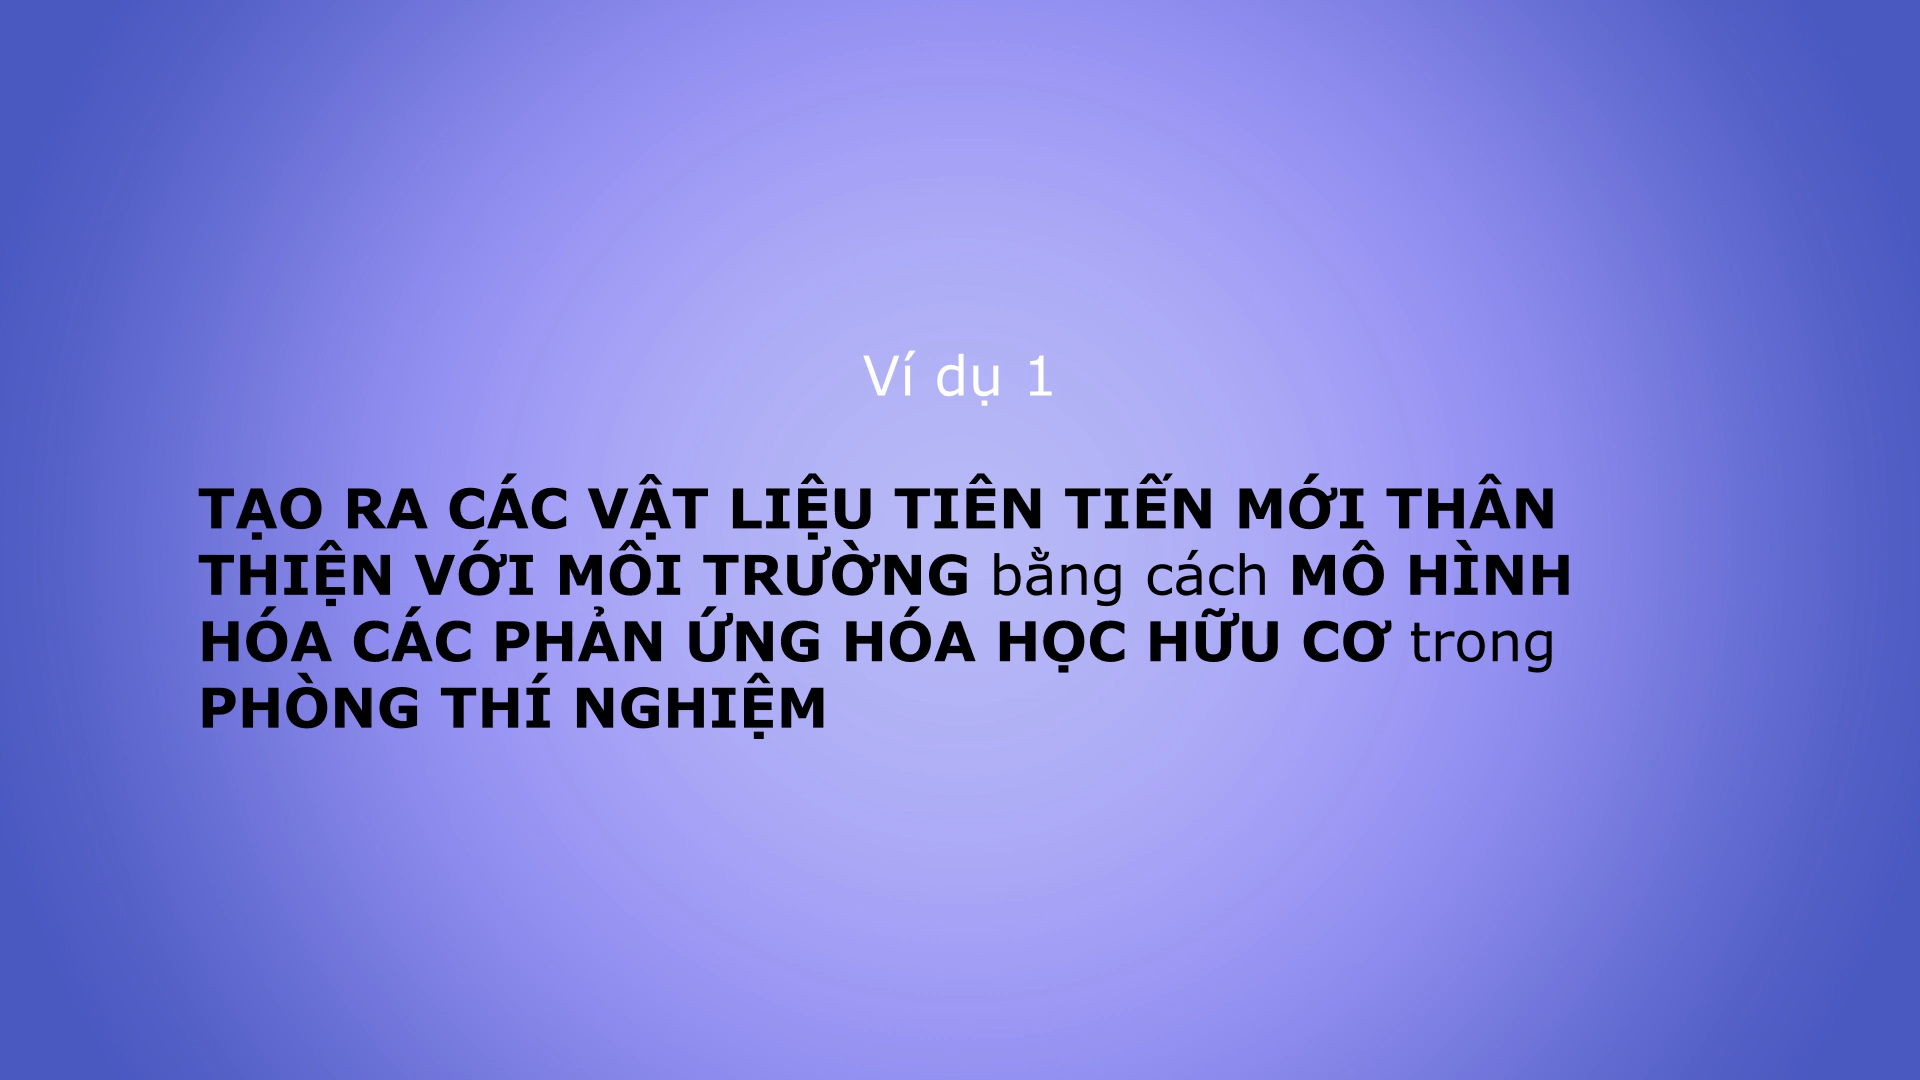 Ví dụ 1
TẠO RA CÁC VẬT LIỆU TIÊN TIẾN MỚI THÂN
THIỆN VỚI MÔI TRƯỜNG bằng cách MÔ HÌNH
HÓA CÁC PHẢN ỨNG HÓA HỌC HỮU CƠ trong
PHÒNG THÍ NGHIỆM